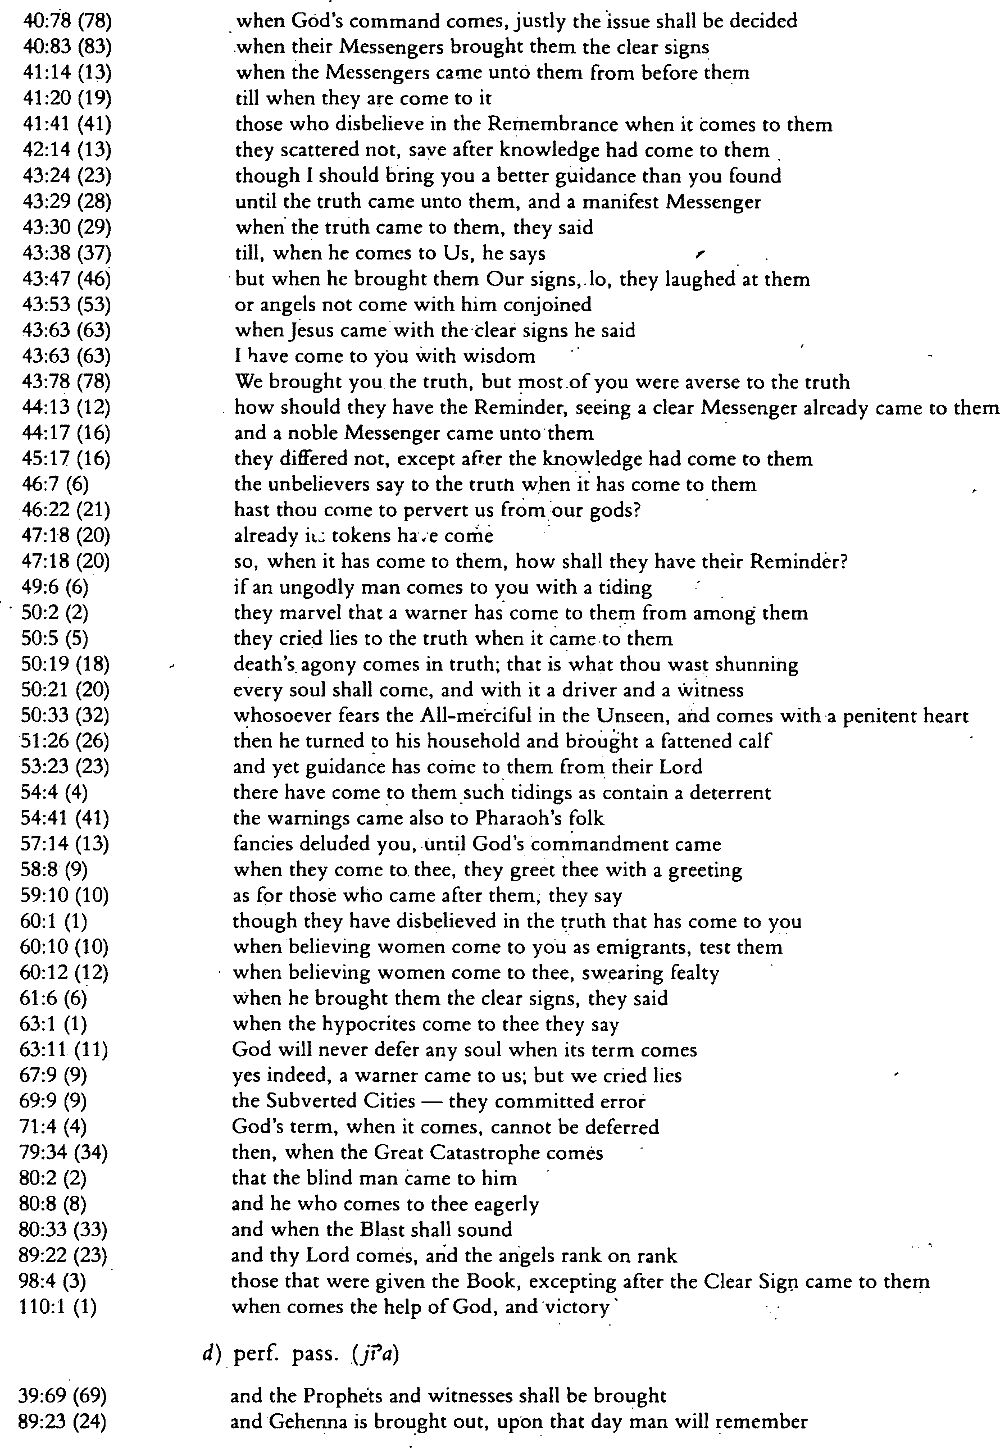 40:78 (78) when God's command comes, justly the issue shall be decided
40:83 (83) when their Messengers brought them the clear signs
41:14 (13) when the Messengers came unto them from before them
41:20 (19) till when they are come to it
41:41 (41) those who disbelieve in the Remembrance when it comes to them
42:14 (13) they scattered not, save after knowledge had come to them
43:24 (23) though I should bring you a better guidance than you found
43:29 (28) until the truth came unto them, and a manifest Messenger
43:30 (29) when the truth came to them, they said
43:38 (37) till, when he comes to Us, he says
43:47 (46) but when he brought them Our signs, lo, they laughed at them
43:53 (53) or angels not come with him conjoined
43:63 (63) when Jesus came with the clear signs he said
43:63 (63) I have come to you with wisdom
43:78 (78) We brought you the truth, but most of you were averse to the truth
44:13 (12) how should they have the Reminder, seeing a clear Messenger already came to them
44:17 (16) and a noble Messenger came unto them
45:17 (16) they differed not, except after the knowledge had come to them
46:7 (6) the unbelievers say to the truth when it has come to them
46:22 (21) hast thou come to pervert us from our gods?
47:18 (20) already its tokens have come
47:18 (20) so, when it has come to them, how shall they have their Reminder?
49:6 (6) if an ungodly man comes to you with a tiding
50:2 (2) they marvel that a warner has come to them from among them
50:5 (5) they cried lies to the truth when it came to them
50:19 (18) death's agony comes in truth; that is what thou wast shunning
50:21 (20) every soul shall come, and with it a driver and a witness
50:33 (32) whosoever fears the All-merciful in the Unseen, and comes with a penitent heart
51:26 (26) then he turned to his household and brought a fattened calf
53:23 (23) and yet guidance has come to them from their Lord
54:4 (4) there have come to them such tidings as contain a deterrent
54:41 (41) the warnings came also to Pharaoh's folk
57:14 (13) fancies deluded you, until God's commandment came
58:8 (9) when they come to thee, they greet thee with a greeting
59:10 (10) as for those who came after them, they say
60:1 (1) though they have disbelieved in the truth that has come to you
60:10 (10) when believing women come to you as emigrants, test them
60:12 (12) when believing women come to thee, swearing fealty
61:6 (6) when he brought them the clear signs, they said
63:1 (1) when the hypocrites come to thee they say
63:11 (11) God will never defer any soul when its term comes
67:9 (9) yes indeed, a warner came to us; but we cried lies
69:9 (9) the Subverted Cities — they committed error
71:4 (4) God's term, when it comes, cannot be deferred
79:34 (34) then, when the Great Catastrophe comes
80:2 (2) that the blind man came to him
80:8 (8) and he who comes to thee eagerly
80:33 (33) and when the Blast shall sound
89:22 (23) and thy Lord comes, and the angels rank on rank
98:4 (3) those that were given the Book, excepting after the Clear Sign came to them
110:1 (1) when comes the help of God, and victory
d) perf. pass. (jīʾa)
39:69 (69) and the Prophets and witnesses shall be brought
89:23 (24) and Gehenna is brought out, upon that day man will remember